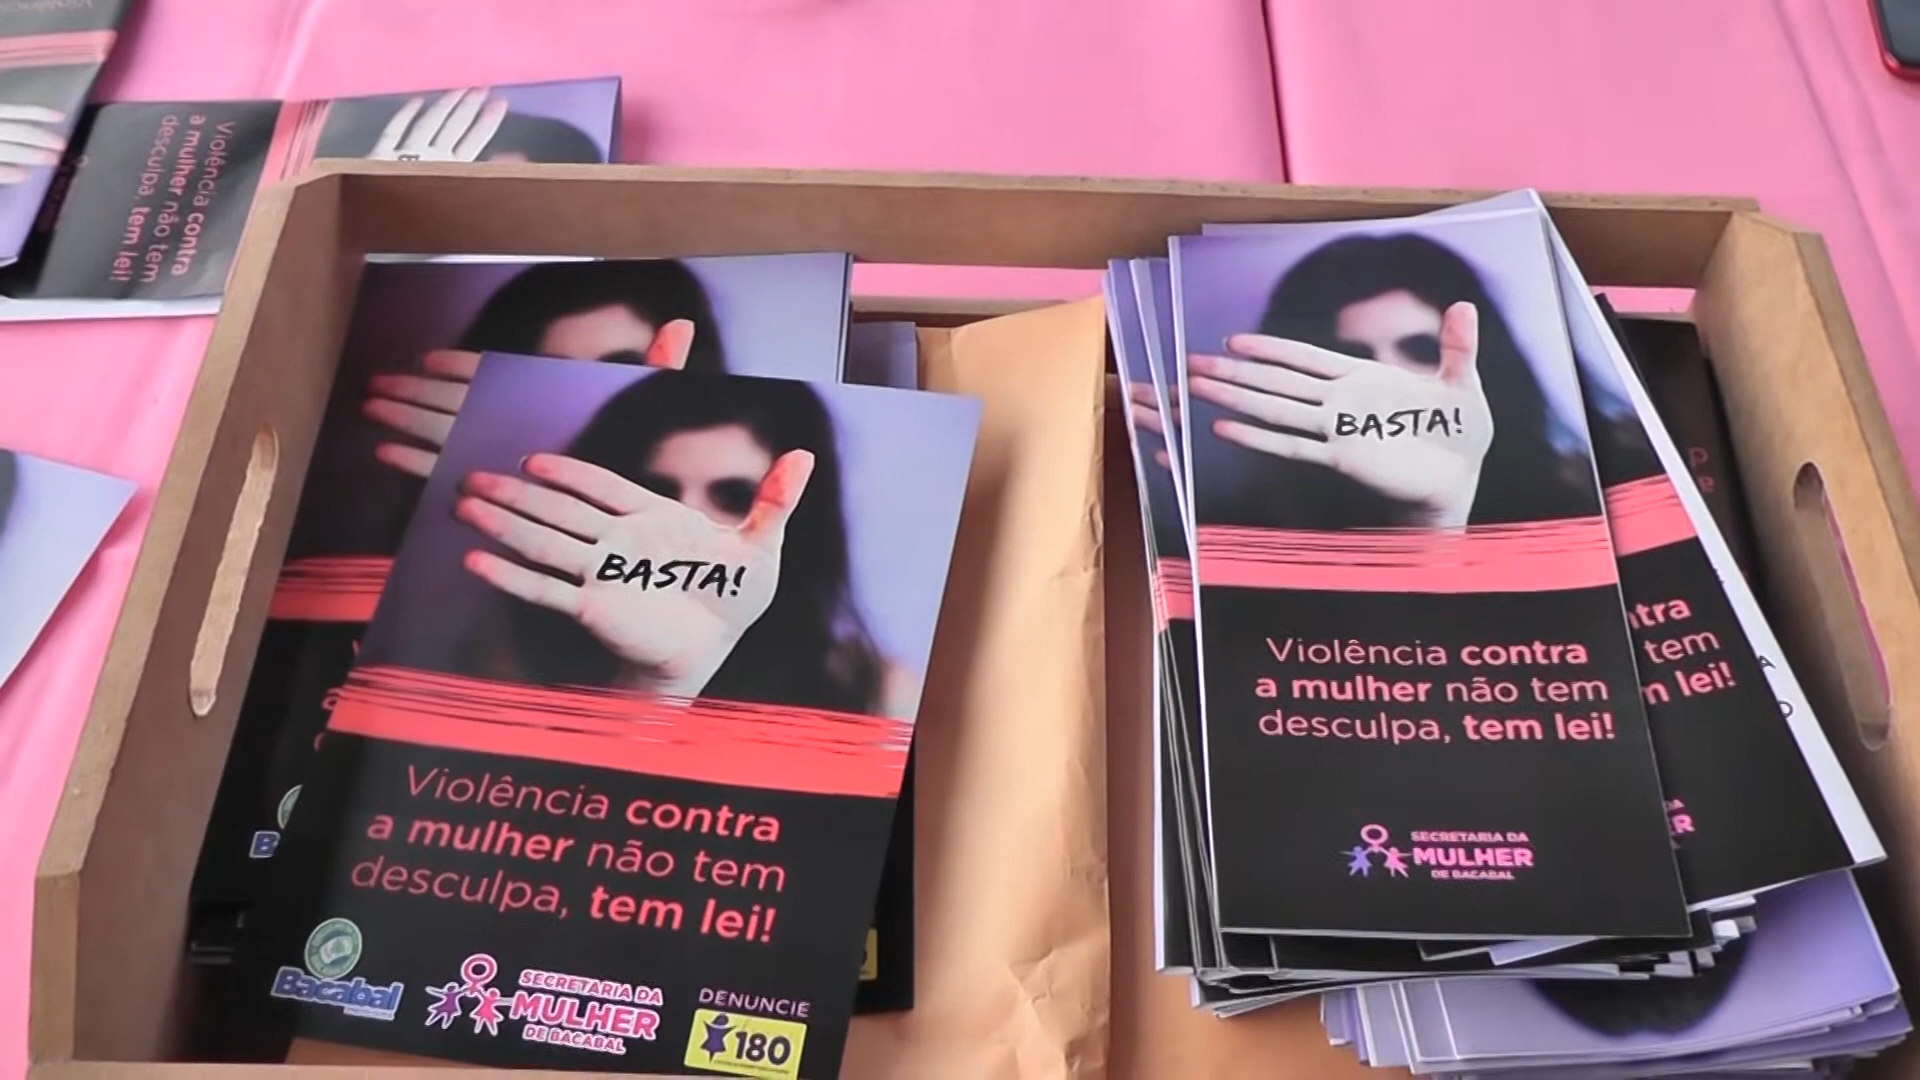 Violência contra
a mulher não tem
desculpa, tem lei!
BASTA!
Violência contra
a mulher não tem
desculpa, tem lei!
Bacabal
SECRETARIA DA
MULHER
DE BACABAL
DENUNCIE
180
BASTA!
Violência contra
a mulher não tem
desculpa, tem lei!
SECRETARIA DA
MULHER
DE BACABAL
tem
lei!